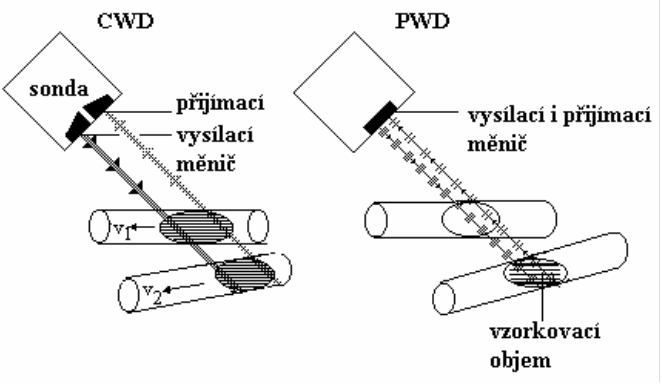 CWD
sonda
přijímací
vysílací
měnič
v1
v2
PWD
vysílací i přijímací
měnič
vzorkovací
objem